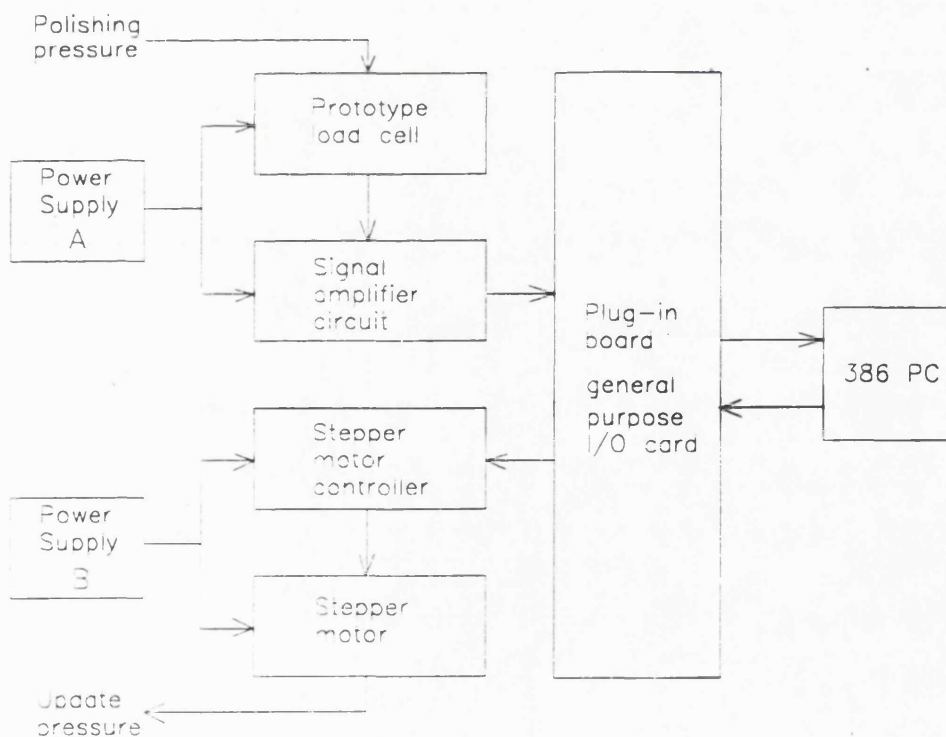 Polishing
pressure
Prototype
load cell
Power
Supply
A
Signal
amplifier
circuit
Plug-in
board
general
purpose
I/O card
386 PC
Stepper
motor
controller
Power
Supply
B
Stepper
motor
Update
pressure